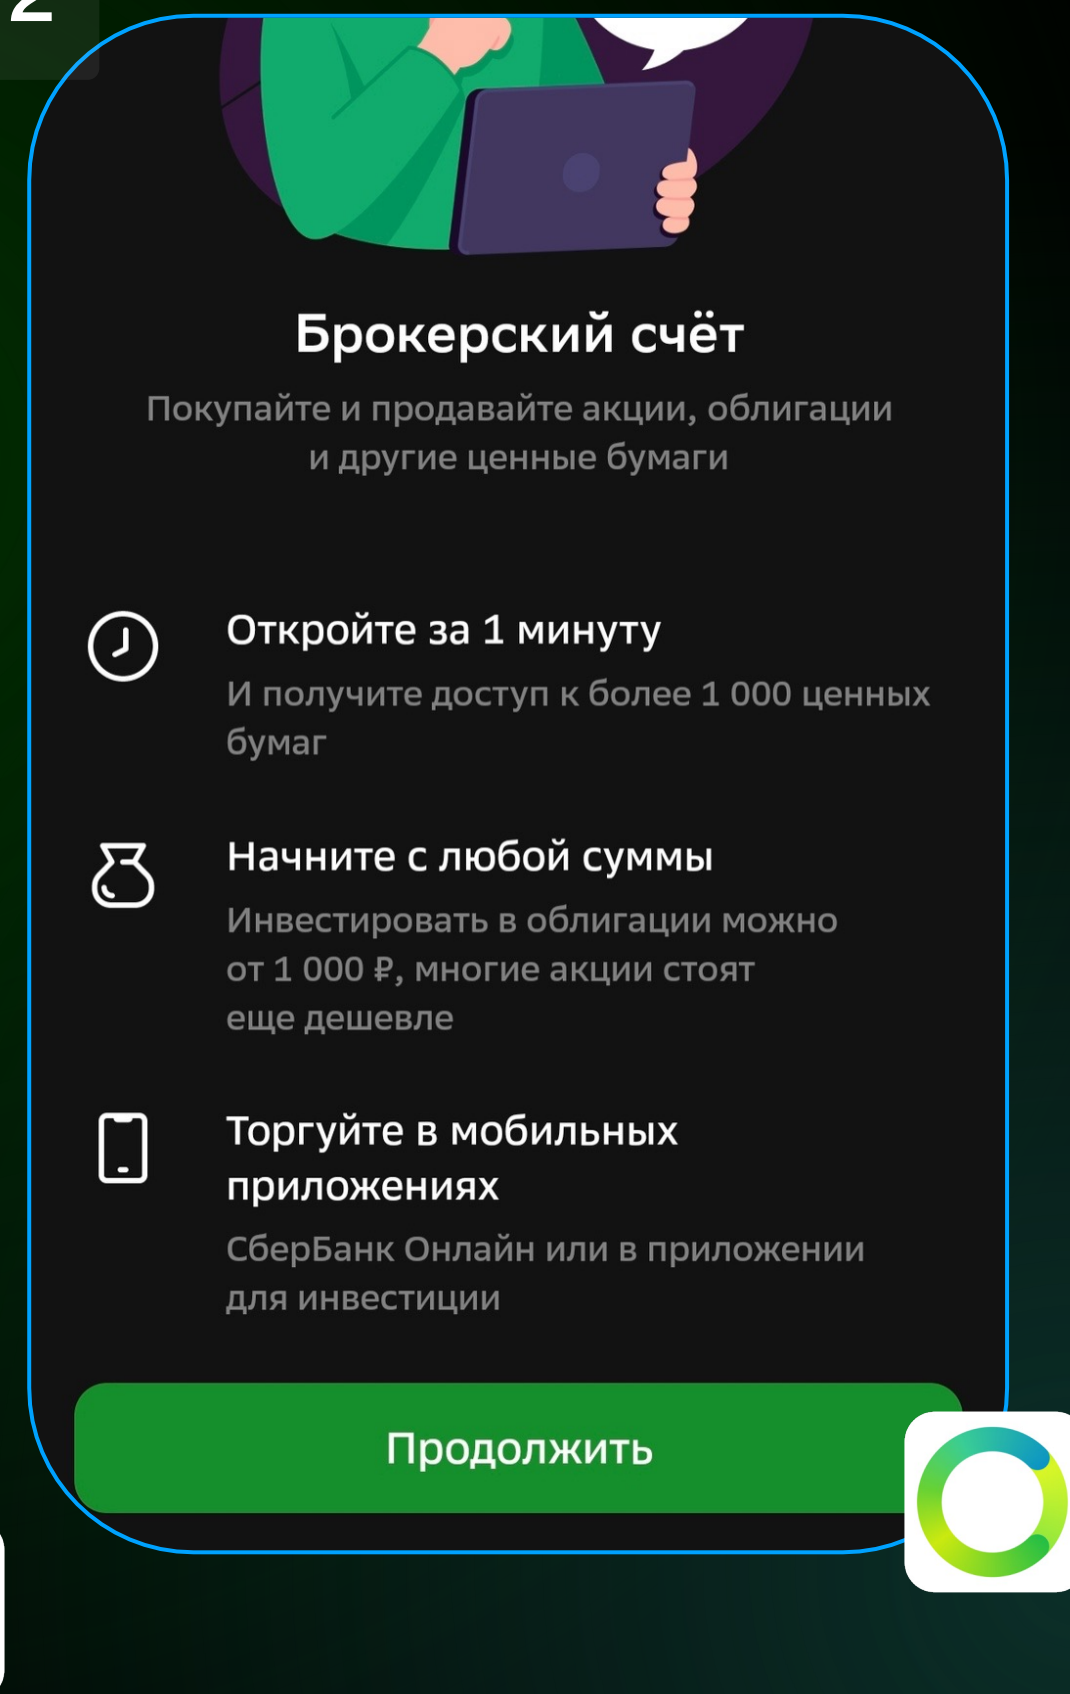 2
Брокерский счёт
Покупайте и продавайте акции, облигации
и другие ценные бумаги
Откройте за 1 минуту
И получите доступ к более 1 000 ценных
бумаг
Начните с любой суммы
Инвестировать в облигации можно
от 1 000 ₽, многие акции стоят
еще дешевле
Торгуйте в мобильных
приложениях
СберБанк Онлайн или в приложении
для инвестиции
Продолжить